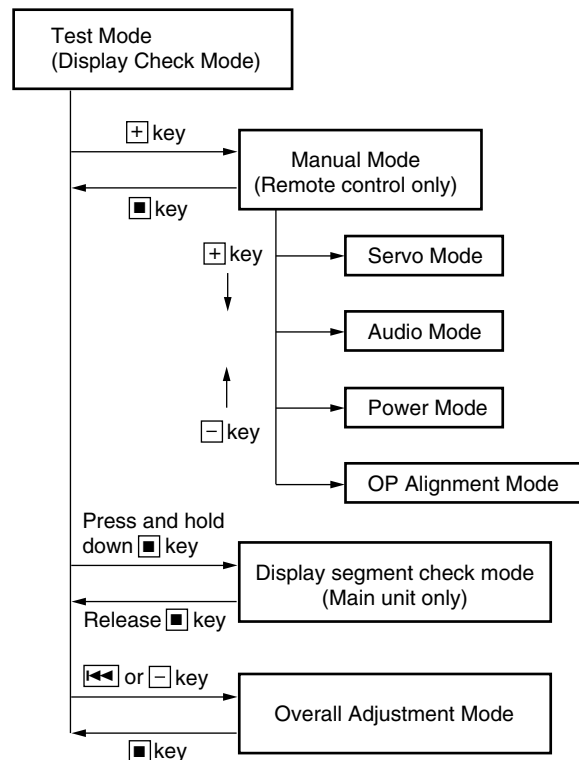 Test Mode
(Display Check Mode)
+ key
Manual Mode
(Remote control only)
■ key
+ key
Servo Mode
Audio Mode
Power Mode
− key
OP Alignment Mode
Press and hold
down ■ key
Display segment check mode
(Main unit only)
Release ■ key
⏮ or − key
Overall Adjustment Mode
■ key